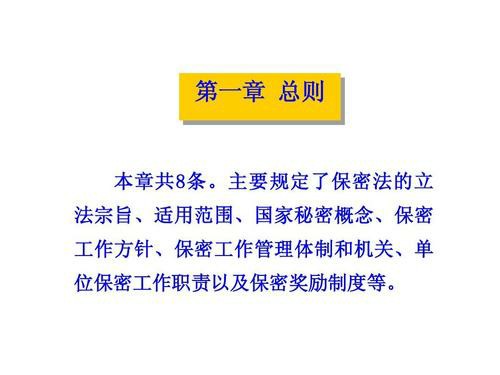 第一章 总则
本章共8条。主要规定了保密法的立
法宗旨、适用范围、国家秘密概念、保密
工作方针、保密工作管理体制和机关、单
位保密工作职责以及保密奖励制度等。